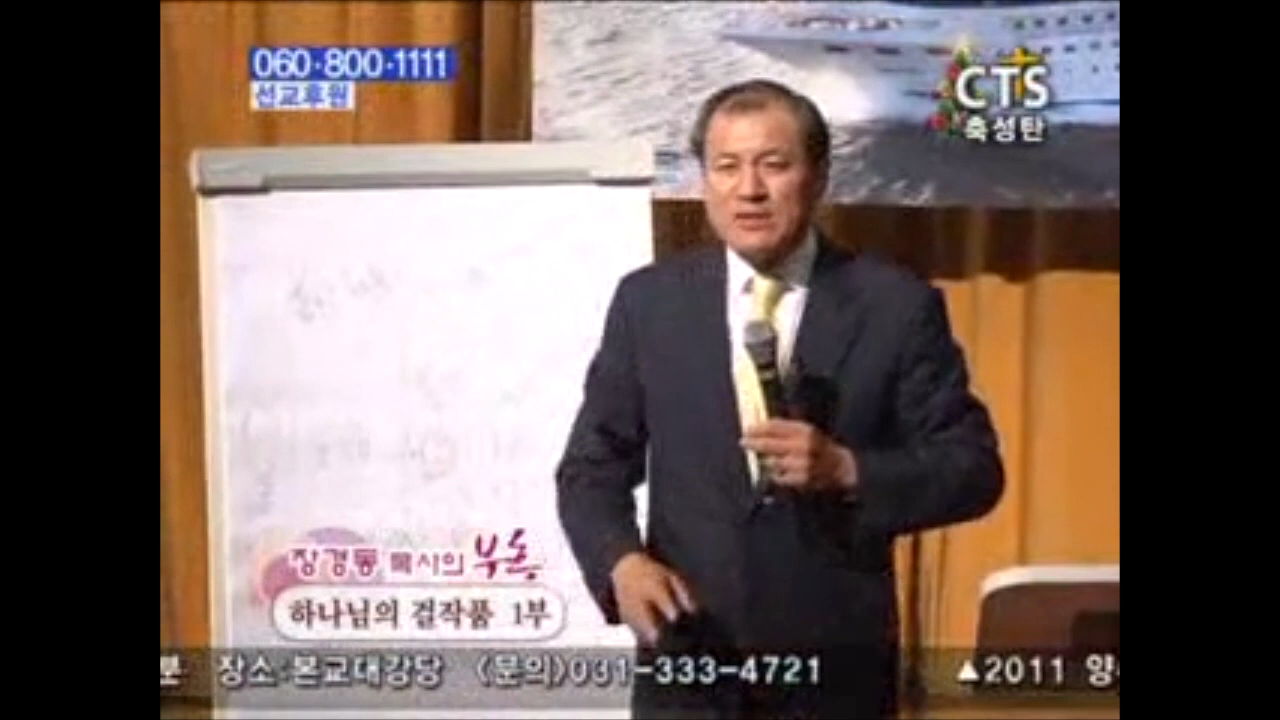 060·800·1111
선교후원
CTS
축성탄
장경동 목사의 부흥
하나님의 걸작품 1부
분 장소:본교대강당 <문의>031-333-4721 ▲2011